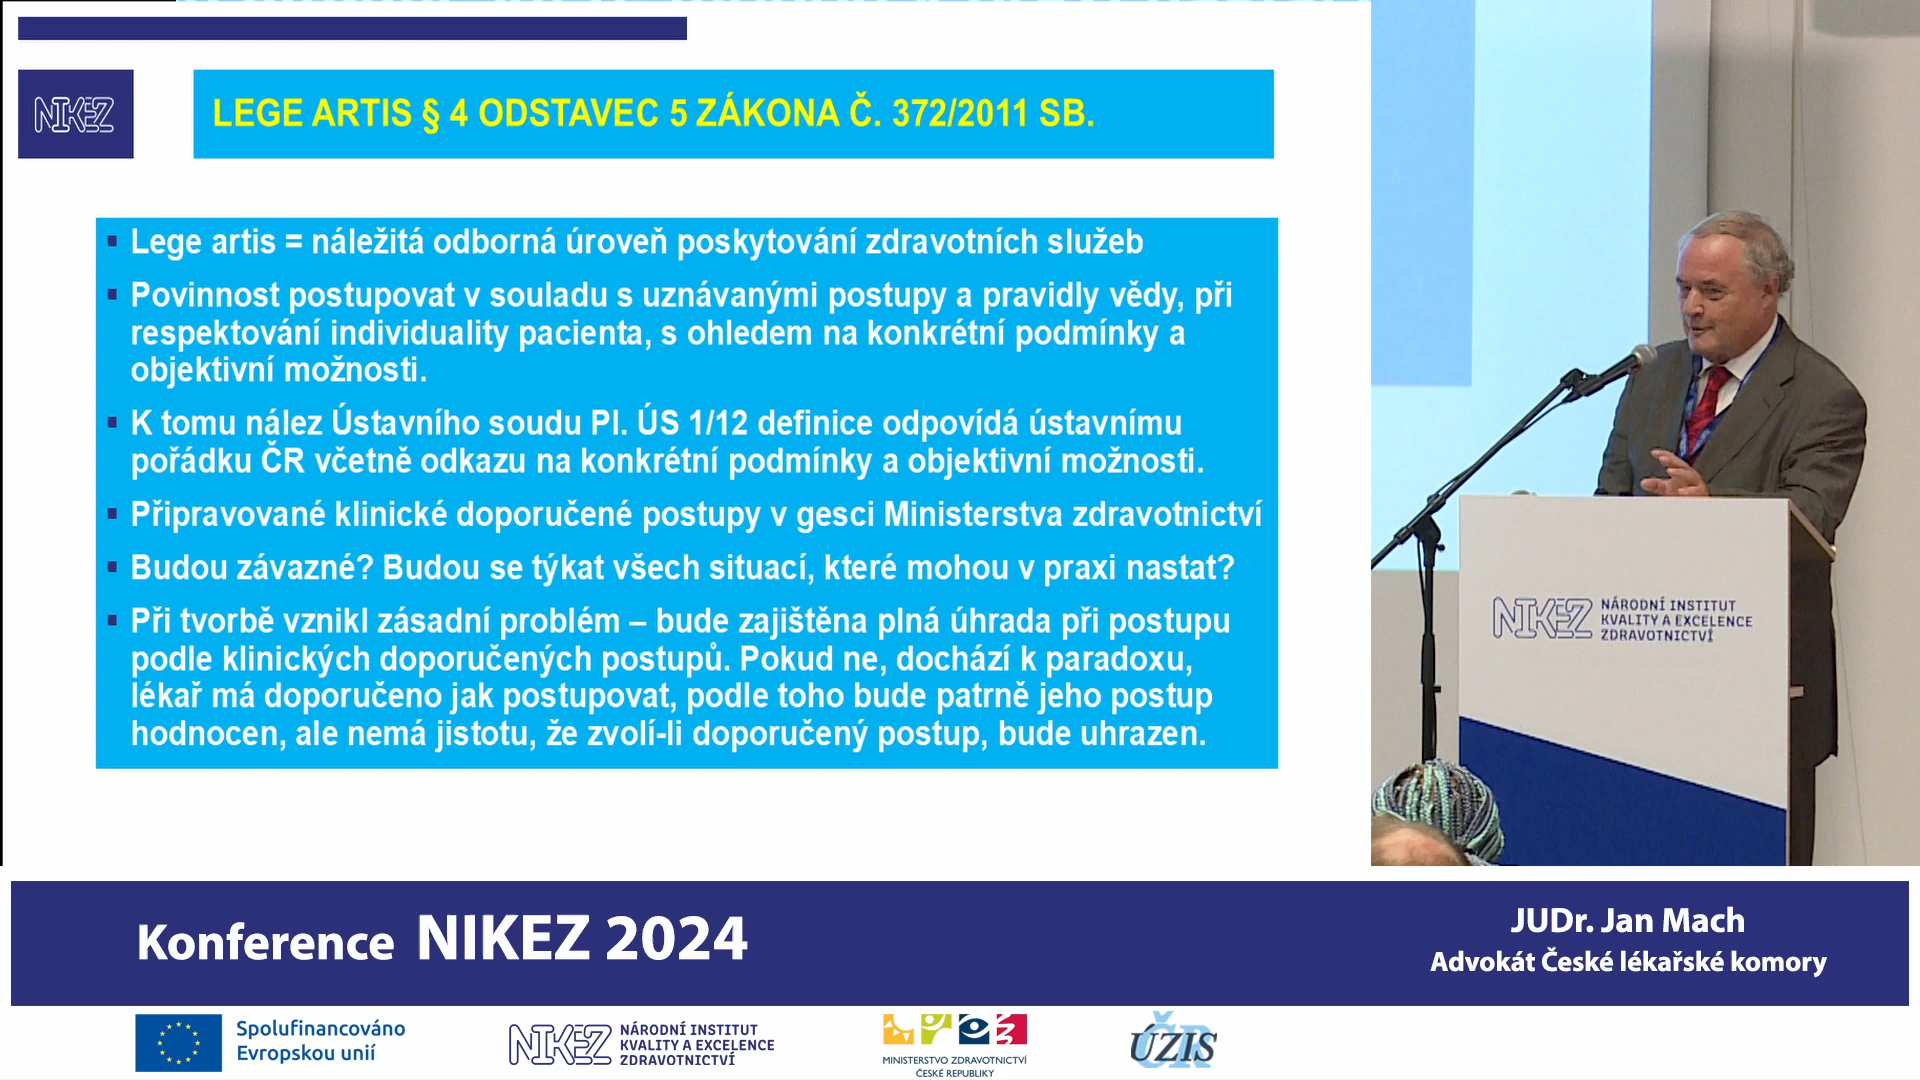 NIKEZ
LEGE ARTIS § 4 ODSTAVEC 5 ZÁKONA Č. 372/2011 SB.
▪ Lege artis = náležitá odborná úroveň poskytování zdravotních služeb
▪ Povinnost postupovat v souladu s uznávanými postupy a pravidly vědy, při
respektování individuality pacienta, s ohledem na konkrétní podmínky a
objektivní možnosti.
▪ K tomu nález Ústavního soudu Pl. ÚS 1/12 definice odpovídá ústavnímu
pořádku ČR včetně odkazu na konkrétní podmínky a objektivní možnosti.
▪ Připravované klinické doporučené postupy v gesci Ministerstva zdravotnictví
▪ Budou závazné? Budou se týkat všech situací, které mohou v praxi nastat?
▪ Při tvorbě vznikl zásadní problém – bude zajištěna plná úhrada při postupu
podle klinických doporučených postupů. Pokud ne, dochází k paradoxu,
lékař má doporučeno jak postupovat, podle toho bude patrně jeho postup
hodnocen, ale nemá jistotu, že zvolí-li doporučený postup, bude uhrazen.
NIKEZ
NÁRODNÍ INSTITUT
KVALITY A EXCELENCE
ZDRAVOTNICTVÍ
Konference NIKEZ 2024
JUDr. Jan Mach
Advokát České lékařské komory
Spolufinancováno
Evropskou unií
NIKEZ
NÁRODNÍ INSTITUT
KVALITY A EXCELENCE
ZDRAVOTNICTVÍ
MINISTERSTVO ZDRAVOTNICTVÍ
ČESKÉ REPUBLIKY
ÚZIS ČR